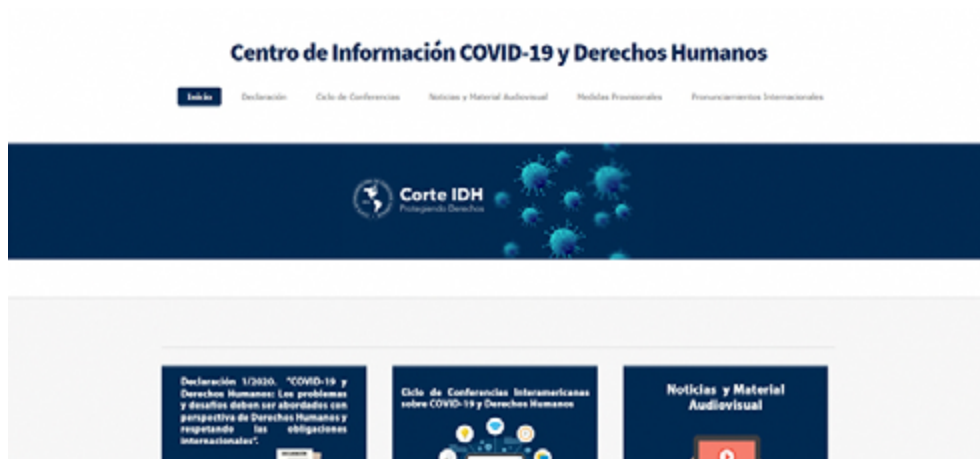 Centro de Información COVID-19 y Derechos Humanos
Inicio Declaración Ciclo de Conferencias Noticias y Material Audiovisual Medidas Provisionales Pronunciamientos Internacionales
Corte IDH
Protegiendo Derechos
Declaración 1/2020. "COVID-19 y
Derechos Humanos: Los problemas
y desafíos deben ser abordados con
perspectiva de Derechos Humanos y
respetando las obligaciones
internacionales".
Ciclo de Conferencias Interamericanas
sobre COVID-19 y Derechos Humanos
Noticias y Material
Audiovisual